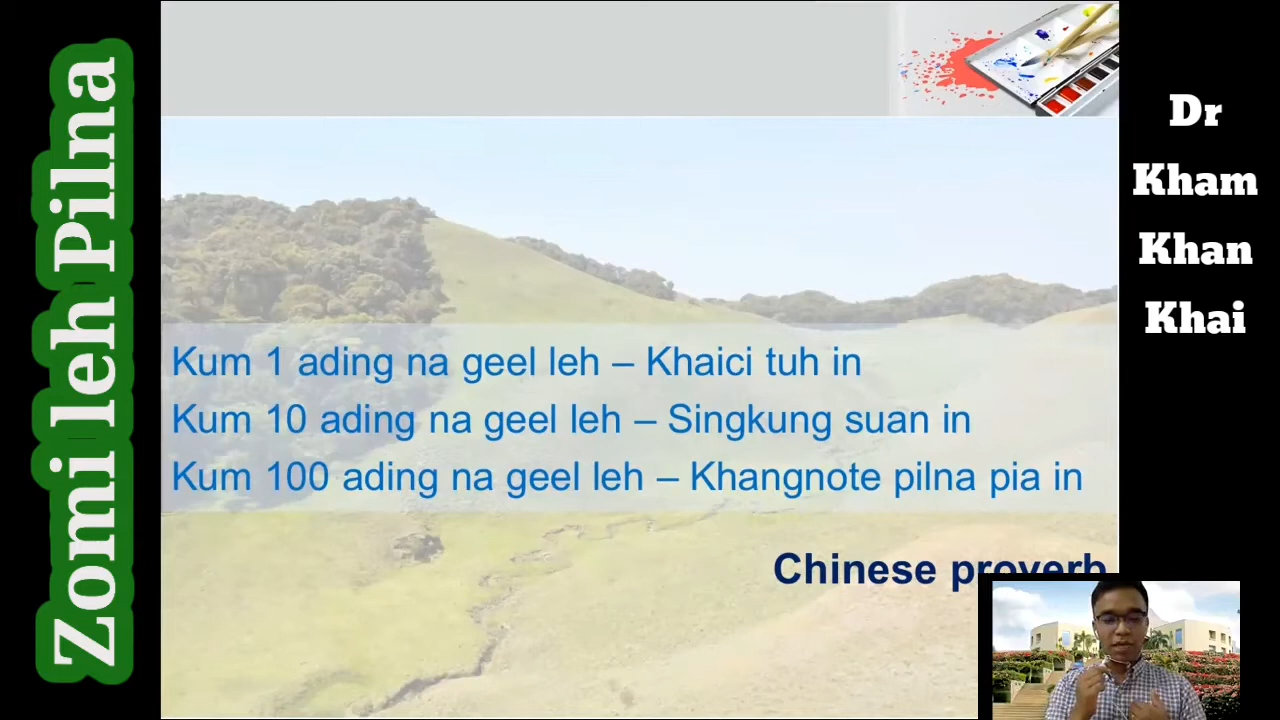 Zomi leh Pilna
Kum 1 ading na geel leh – Khaici tuh in
Kum 10 ading na geel leh – Singkung suan in
Kum 100 ading na geel leh – Khangnote pilna pia in
Chinese proverb
Dr
Kham
Khan
Khai